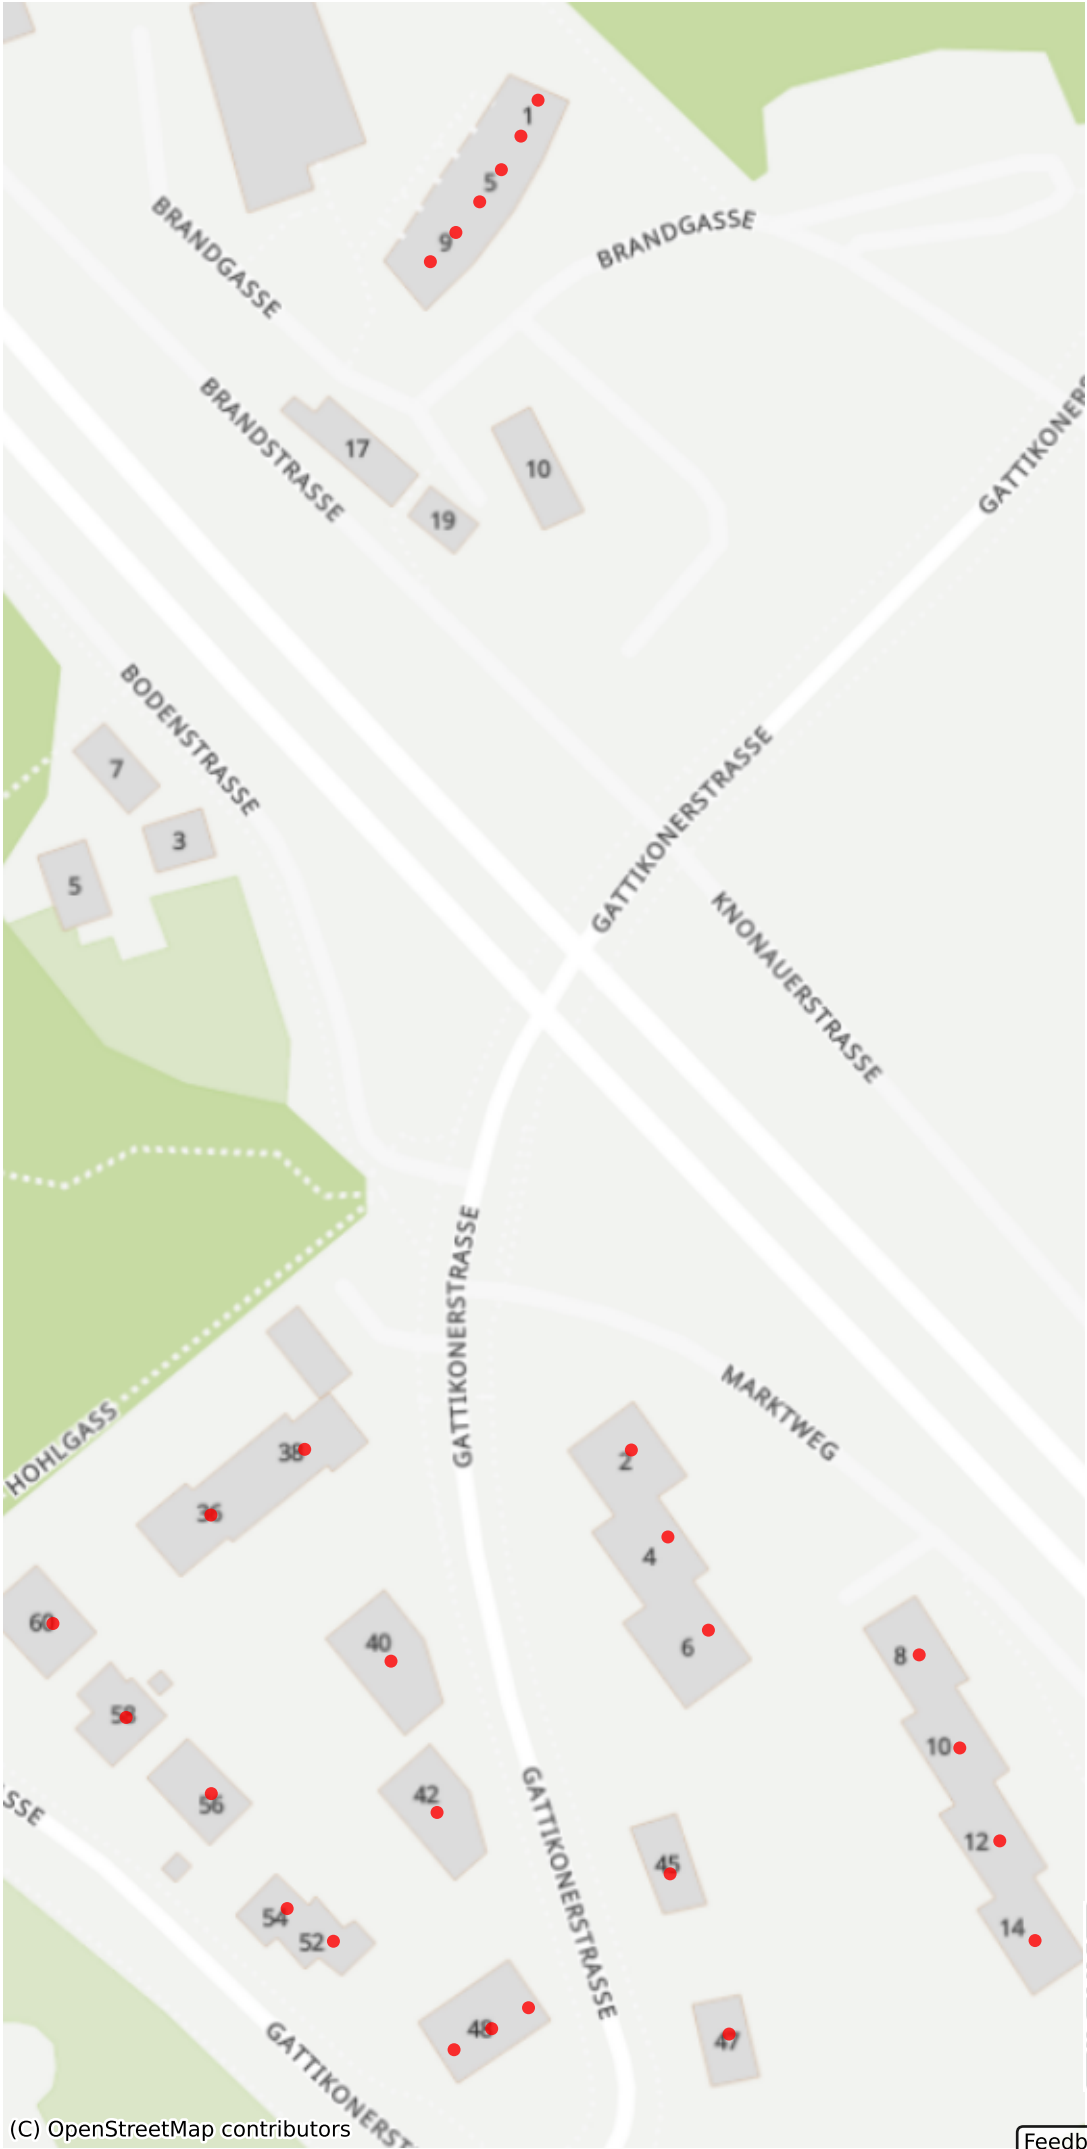 1
5
9
BRANDGASSE
BRANDGASSE
BRANDSTRASSE
17
10
19
GATTIKONERS
BODENSTRASSE
7
3
5
GATTIKONERSTRASSE
KNONAUERSTRASSE
GATTIKONERSTRASSE
MARKTWEG
HOHLGASS
38
36
2
4
6
60
40
8
58
10
56
42
SSE
12
45
54
52
14
GATTIKONERSTRASSE
48
47
GATTIKONERST
(C) OpenStreetMap contributors
Feedb